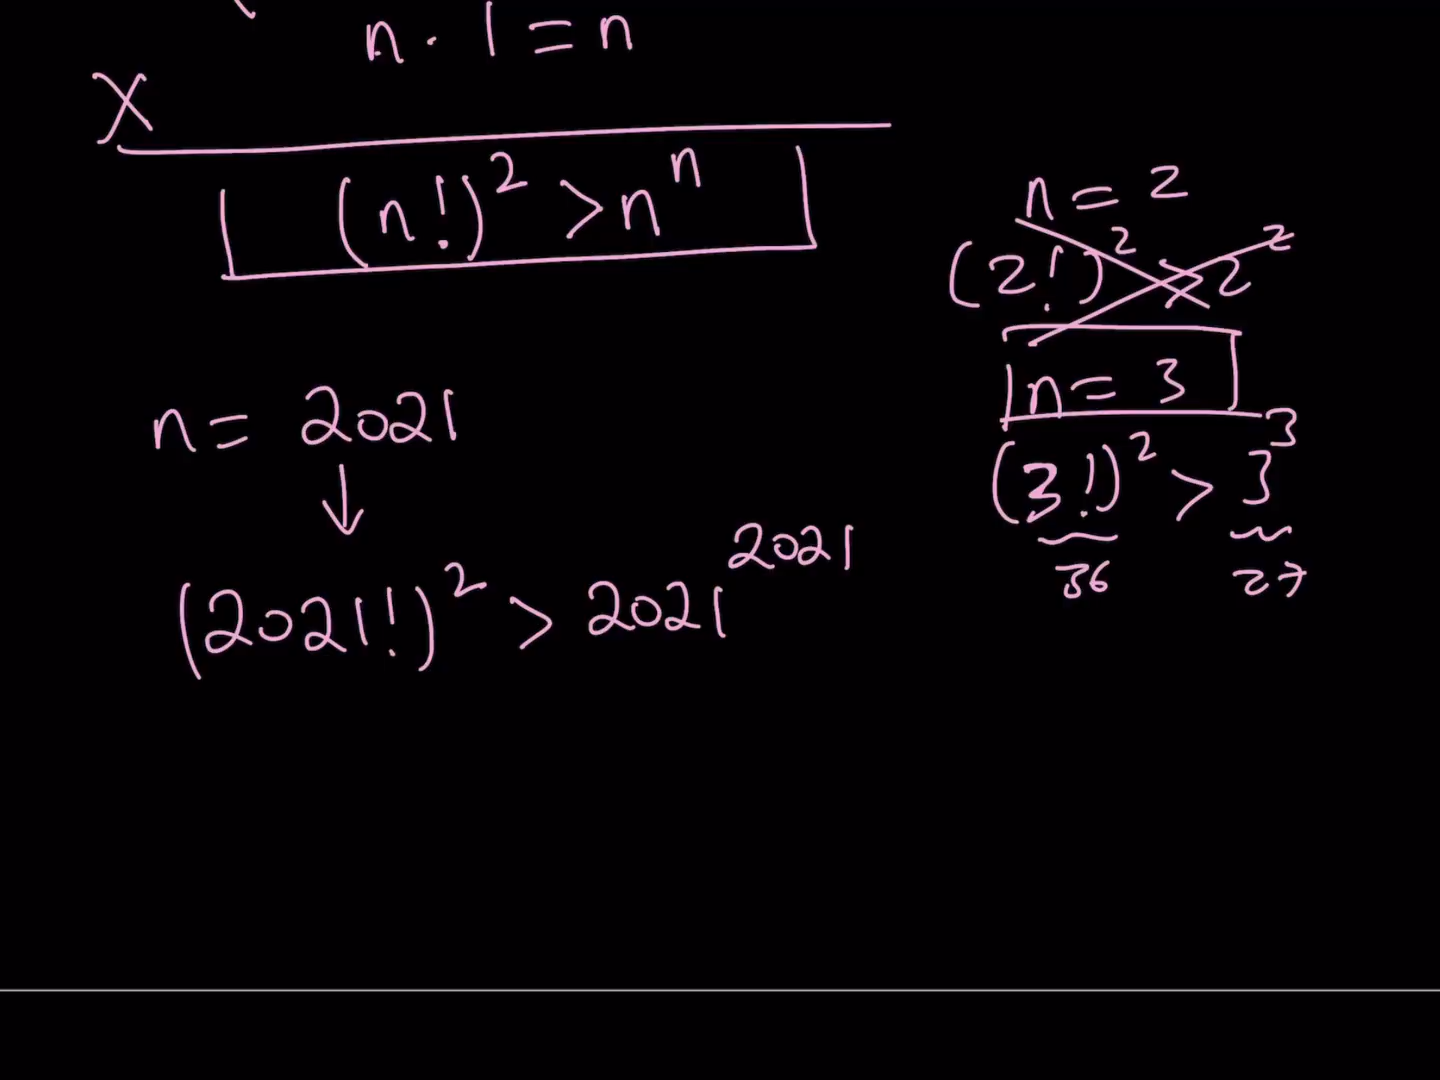 n · 1 = n
X
(n!)² > nⁿ
n = 2
(2!)² > 2²
n = 3
(3!)² > 3³
36 27
n = 2021
↓
(2021!)² > 2021²⁰²¹